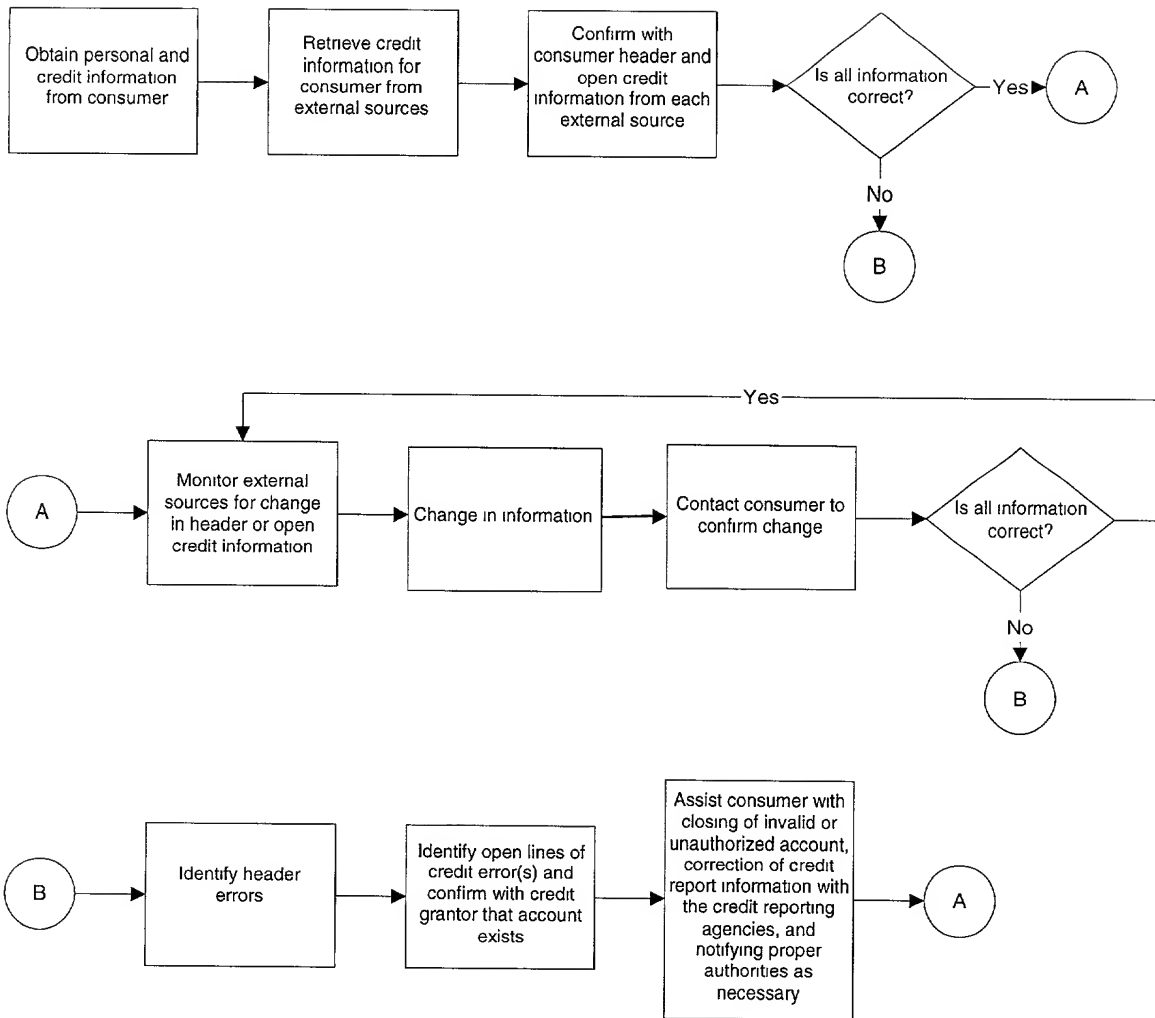 Obtain personal and
credit information
from consumer
Retrieve credit
information for
consumer from
external sources
Confirm with
consumer header and
open credit
information from each
external source
Is all information
correct?
Yes
A
No
B
Yes
A
Monitor external
sources for change
in header or open
credit information
Change in information
Contact consumer to
confirm change
Is all information
correct?
No
B
B
Identify header
errors
Identify open lines of
credit error(s) and
confirm with credit
grantor that account
exists
Assist consumer with
closing of invalid or
unauthorized account,
correction of credit
report information with
the credit reporting
agencies, and
notifying proper
authorities as
necessary
A